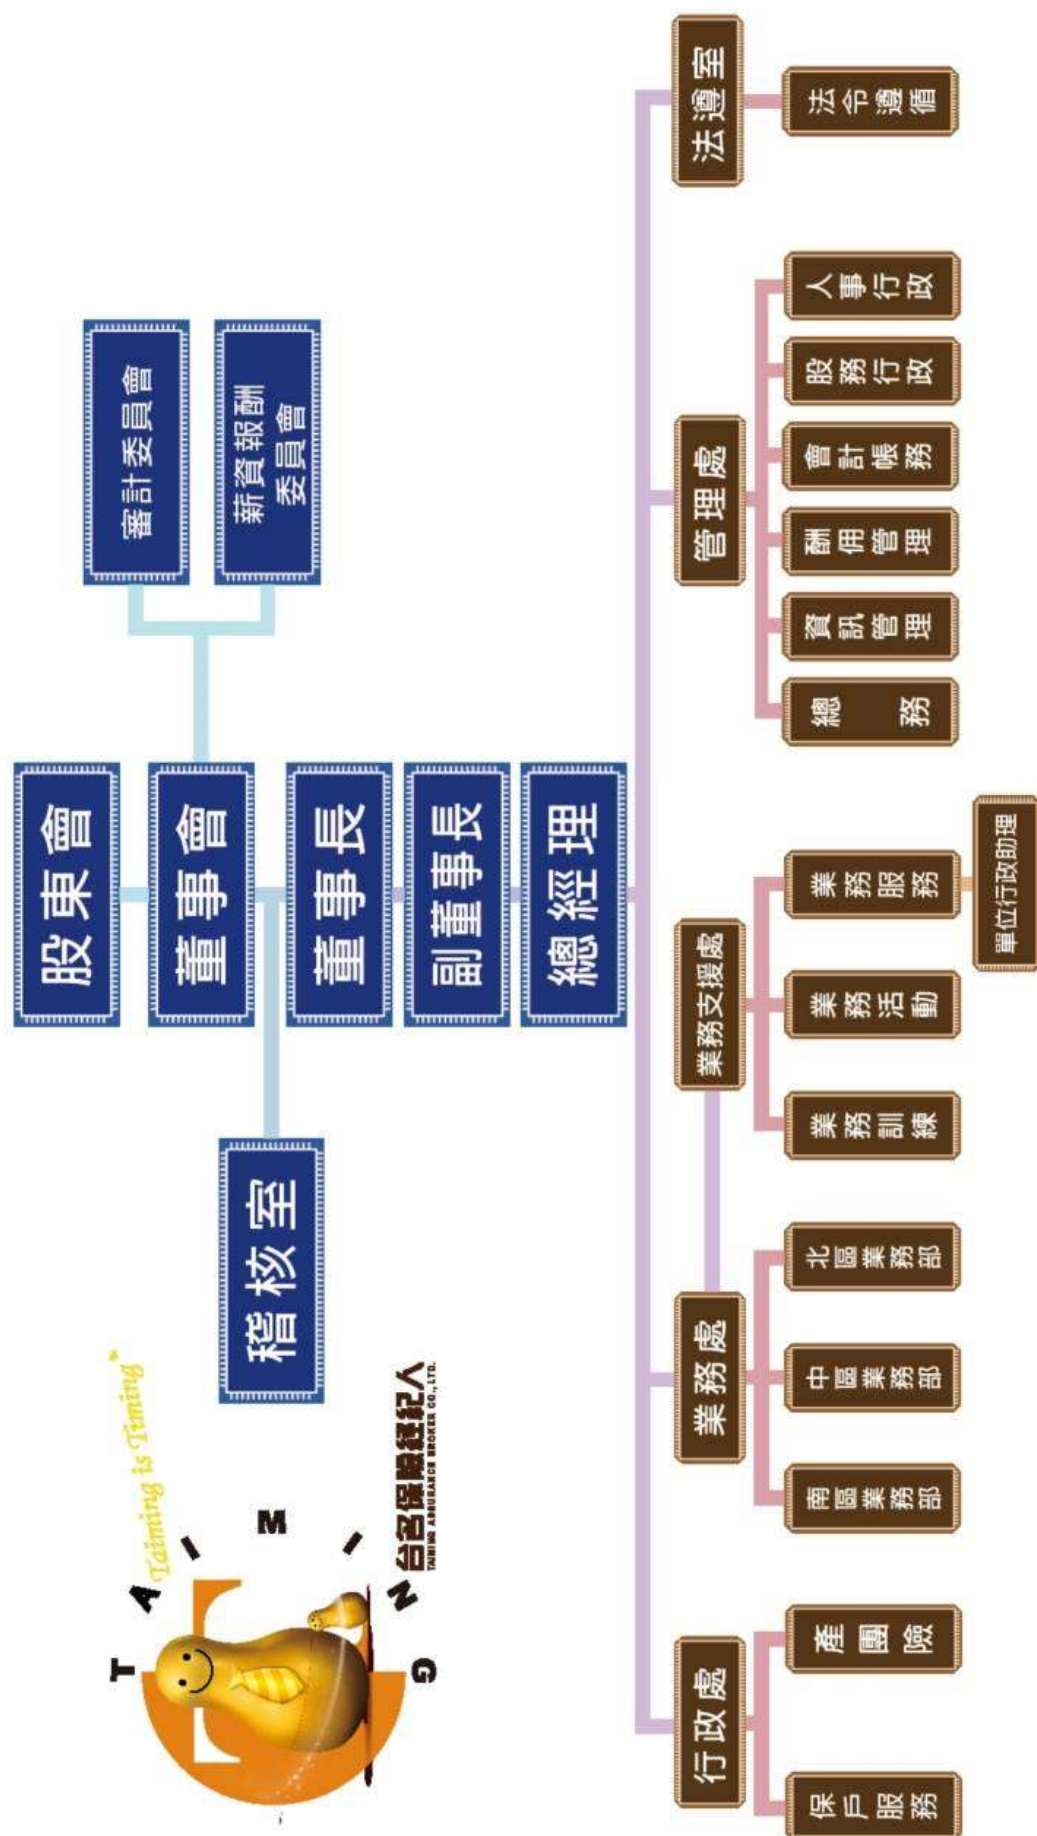 TAIMING
Taiming is Timing
台名保險經紀人
TAIMING ASSURANCE BROKER CO., LTD.
股東會
董事會
審計委員會
薪資報酬
委員會
稽核室
董事長
副董事長
總經理
行政處
業務處
業務支援處
管理處
法遵室
保戶服務
產團險
南區業務部
中區業務部
北區業務部
業務訓練
業務活動
業務服務
總務
資訊管理
酬佣管理
會計帳務
股務行政
人事行政
法令遵循
單位行政助理